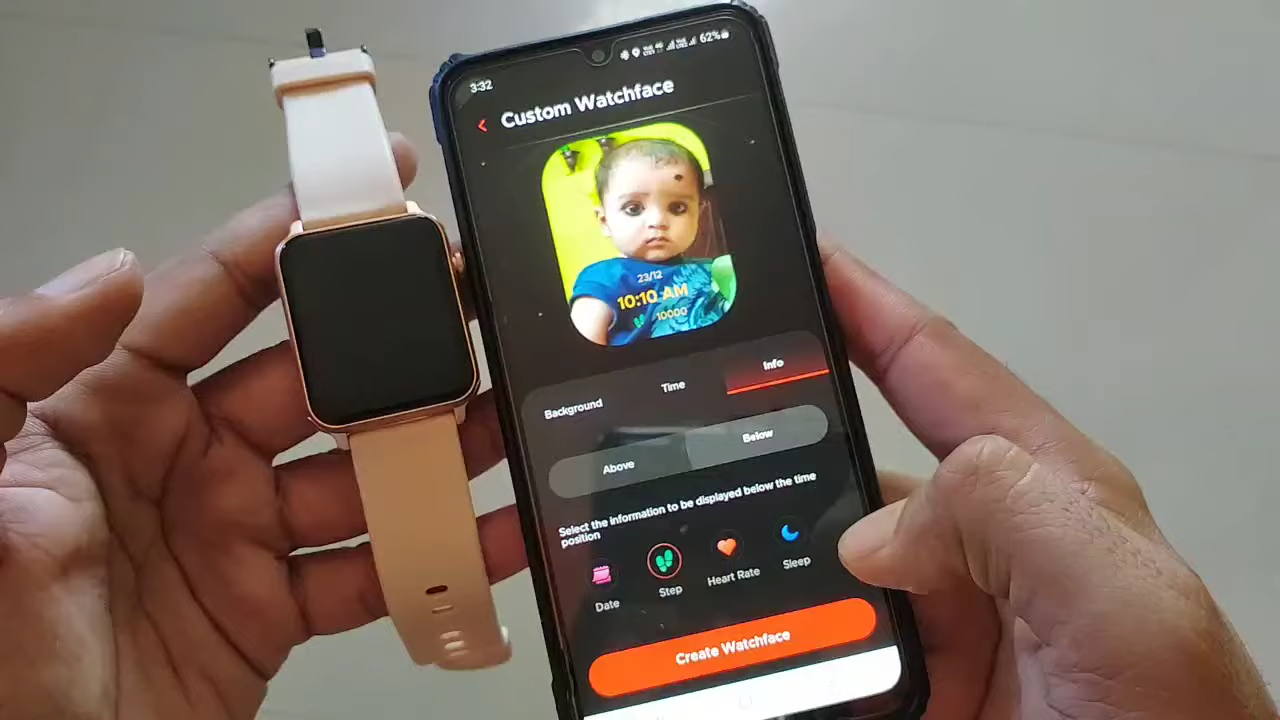 3:32
62%
Custom Watchface
23/12
10:10 AM
10000
Background
Time
Info
Above
Below
Select the information to be displayed below the time
position
Date
Step
Heart Rate
Sleep
Create Watchface